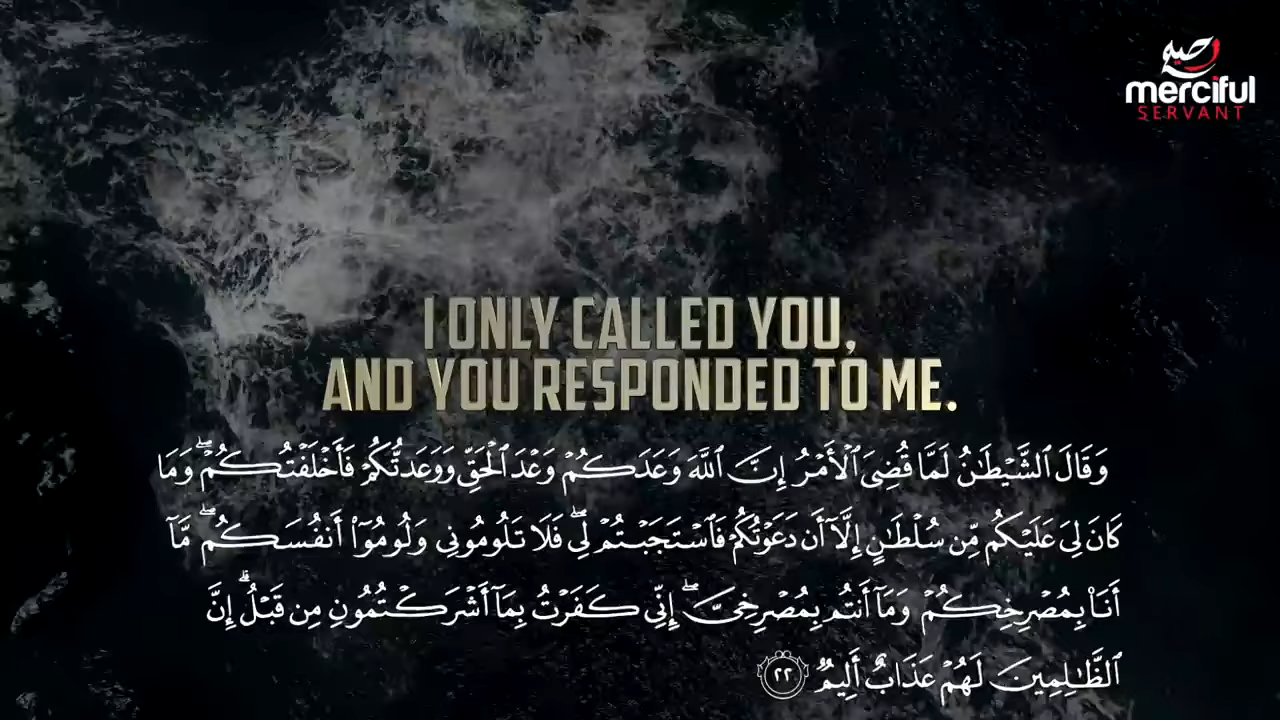 رحيم
merciful
SERVANT
I ONLY CALLED YOU,
AND YOU RESPONDED TO ME.
وَقَالَ ٱلشَّيْطَٰنُ لَمَّا قُضِىَ ٱلْأَمْرُ إِنَّ ٱللَّهَ وَعَدَكُمْ وَعْدَ ٱلْحَقِّ وَوَعَدتُّكُمْ فَأَخْلَفْتُكُمْ ۖ وَمَا
كَانَ لِىَ عَلَيْكُم مِّن سُلْطَٰنٍ إِلَّآ أَن دَعَوْتُكُمْ فَٱسْتَجَبْتُمْ لِى ۖ فَلَا تَلُومُونِى وَلُومُوٓا۟ أَنفُسَكُم ۖ مَّآ
أَنَا۠ بِمُصْرِخِكُمْ وَمَآ أَنتُم بِمُصْرِخِىَّ ۖ إِنِّى كَفَرْتُ بِمَآ أَشْرَكْتُمُونِ مِن قَبْلُ ۗ إِنَّ
ٱلظَّٰلِمِينَ لَهُمْ عَذَابٌ أَلِيمٌ ٢٢